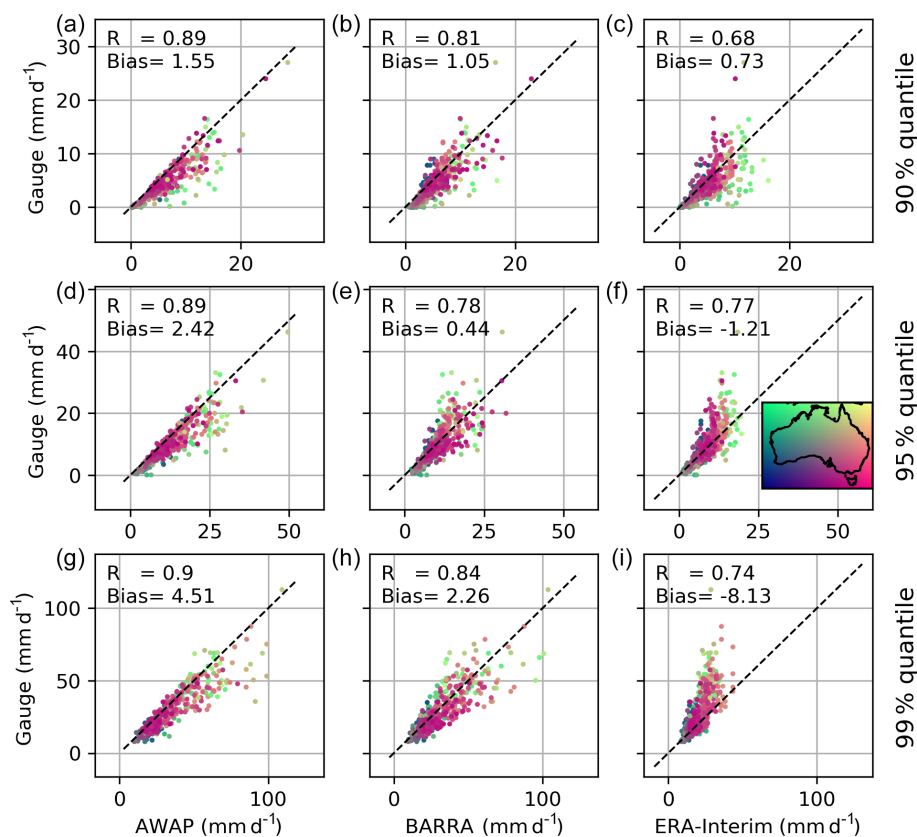 (a) (b) (c)
R = 0.89 R = 0.81 R = 0.68
Bias= 1.55 Bias= 1.05 Bias= 0.73
30
20
10
0
Gauge (mm d⁻¹)
90 % quantile
0 20 0 20 0 20
(d) (e) (f)
R = 0.89 R = 0.78 R = 0.77
Bias= 2.42 Bias= 0.44 Bias= -1.21
40
20
0
Gauge (mm d⁻¹)
95 % quantile
0 25 50 0 25 50 0 25 50
(g) (h) (i)
R = 0.9 R = 0.84 R = 0.74
Bias= 4.51 Bias= 2.26 Bias= -8.13
100
50
0
Gauge (mm d⁻¹)
99 % quantile
0 100 0 100 0 100
AWAP (mm d⁻¹) BARRA (mm d⁻¹) ERA-Interim (mm d⁻¹)